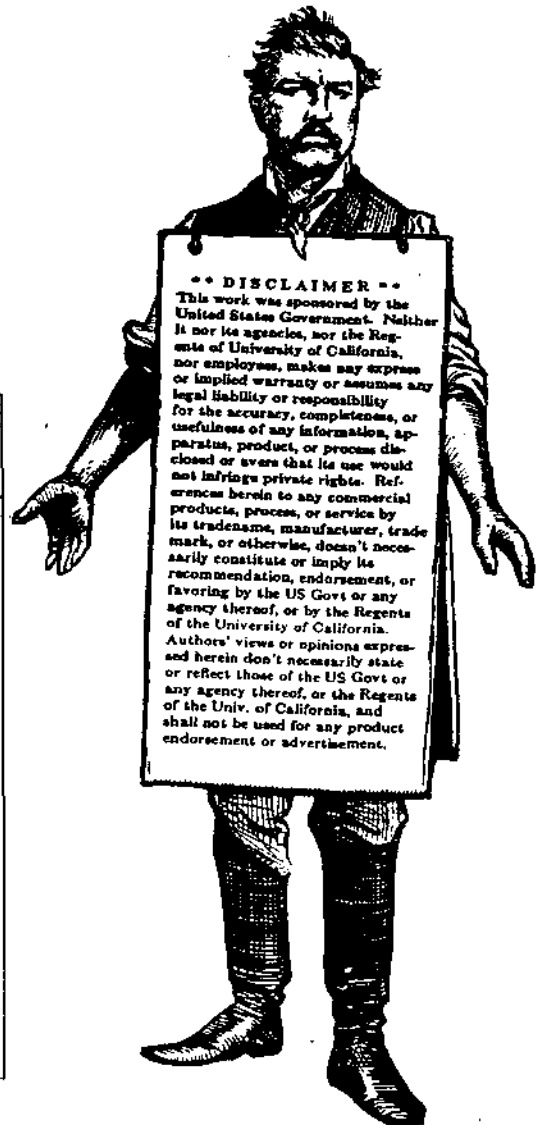 ** DISCLAIMER **
This work was sponsored by the
United States Government. Neither
it nor its agencies, nor the Reg-
ents of University of California,
nor employees, makes any express
or implied warranty or assumes any
legal liability or responsibility
for the accuracy, completeness, or
usefulness of any information, ap-
paratus, product, or process dis-
closed or avers that its use would
not infringe private rights. Ref-
erences herein to any commercial
products, process, or service by
its tradename, manufacturer, trade
mark, or otherwise, doesn't neces-
sarily constitute or imply its
recommendation, endorsement, or
favoring by the US Govt or any
agency thereof, or by the Regents
of the University of California.
Authors' views or opinions expres-
sed herein don't necessarily state
or reflect those of the US Govt or
any agency thereof, or the Regents
of the Univ. of California, and
shall not be used for any product
endorsement or advertisement.